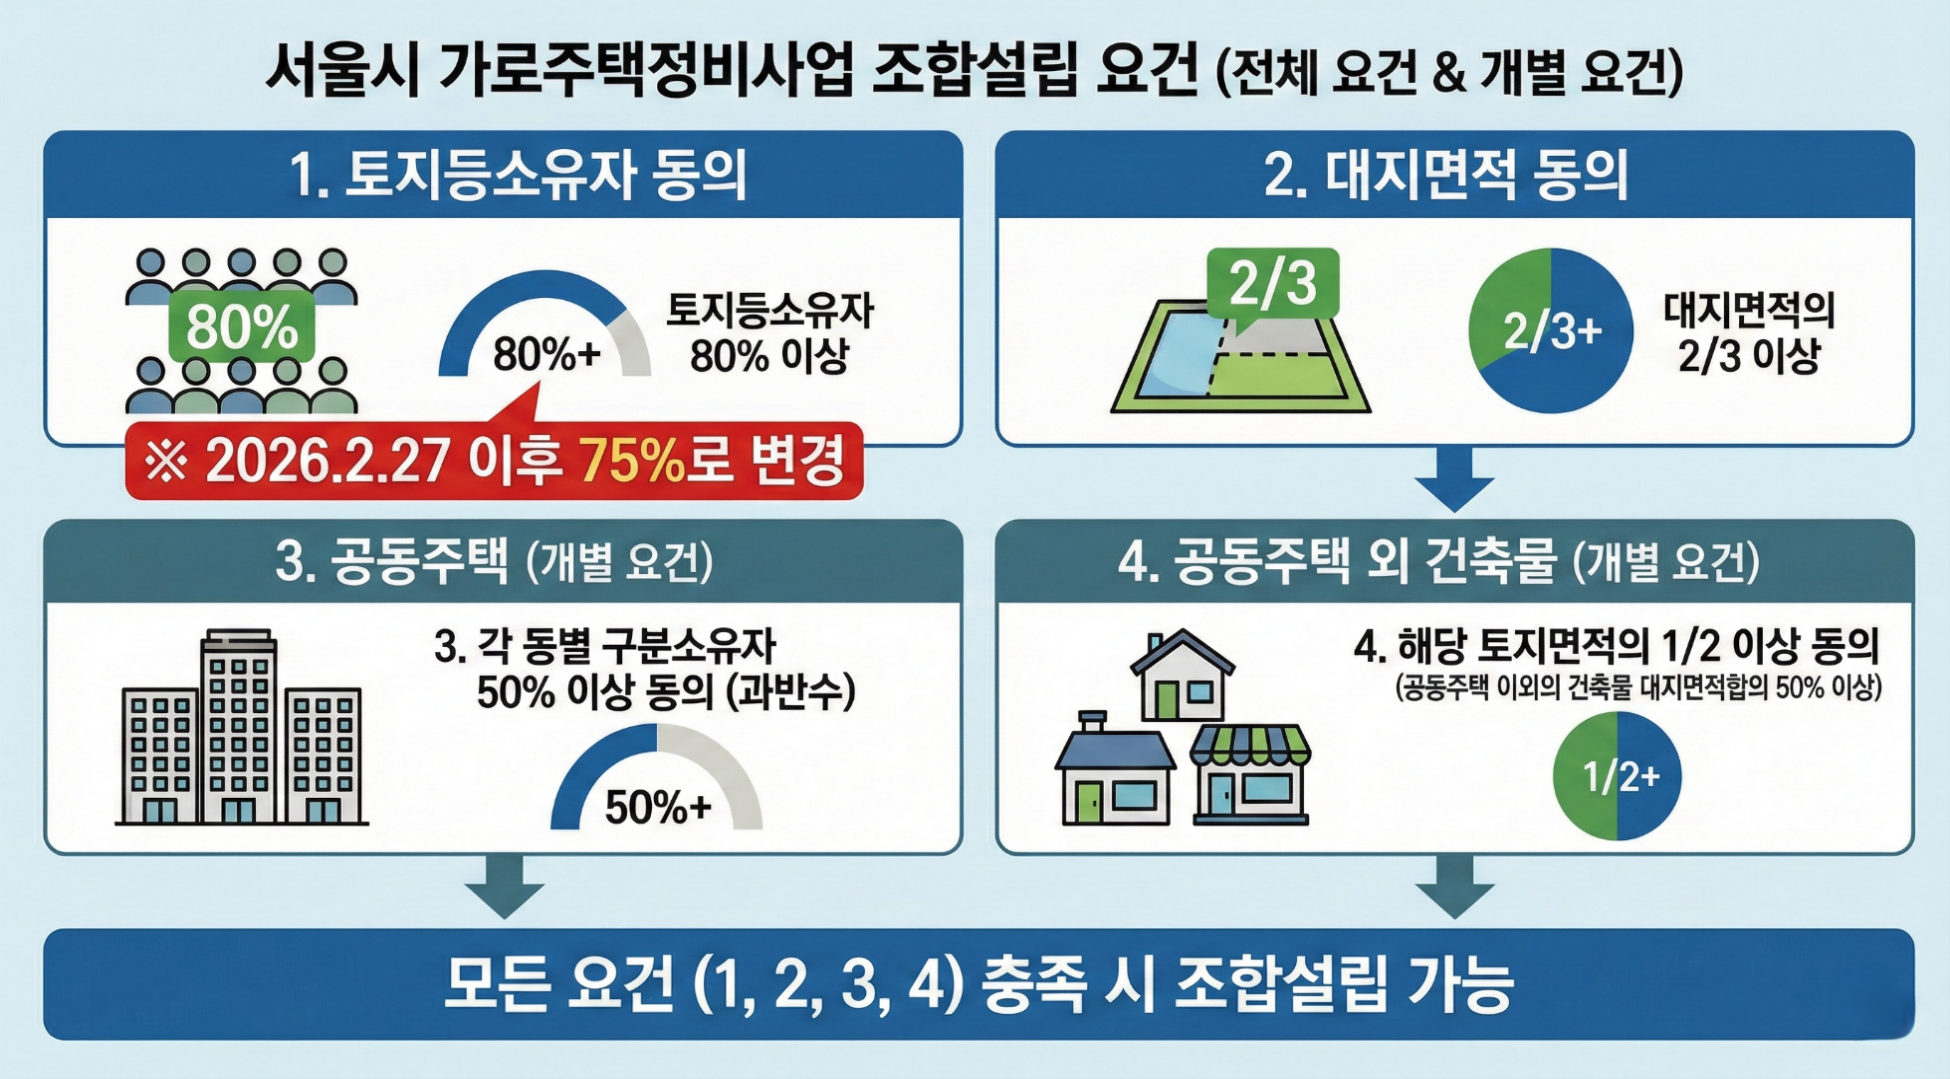 서울시 가로주택정비사업 조합설립 요건 (전체 요건 & 개별 요건)
1. 토지등소유자 동의
80%
80%+
토지등소유자
80% 이상
※ 2026.2.27 이후 75%로 변경
2. 대지면적 동의
2/3
2/3+
대지면적의
2/3 이상
3. 공동주택 (개별 요건)
3. 각 동별 구분소유자
50% 이상 동의 (과반수)
50%+
4. 공동주택 외 건축물 (개별 요건)
4. 해당 토지면적의 1/2 이상 동의
(공동주택 이외의 건축물 대지면적합의 50% 이상)
1/2+
모든 요건 (1, 2, 3, 4) 충족 시 조합설립 가능